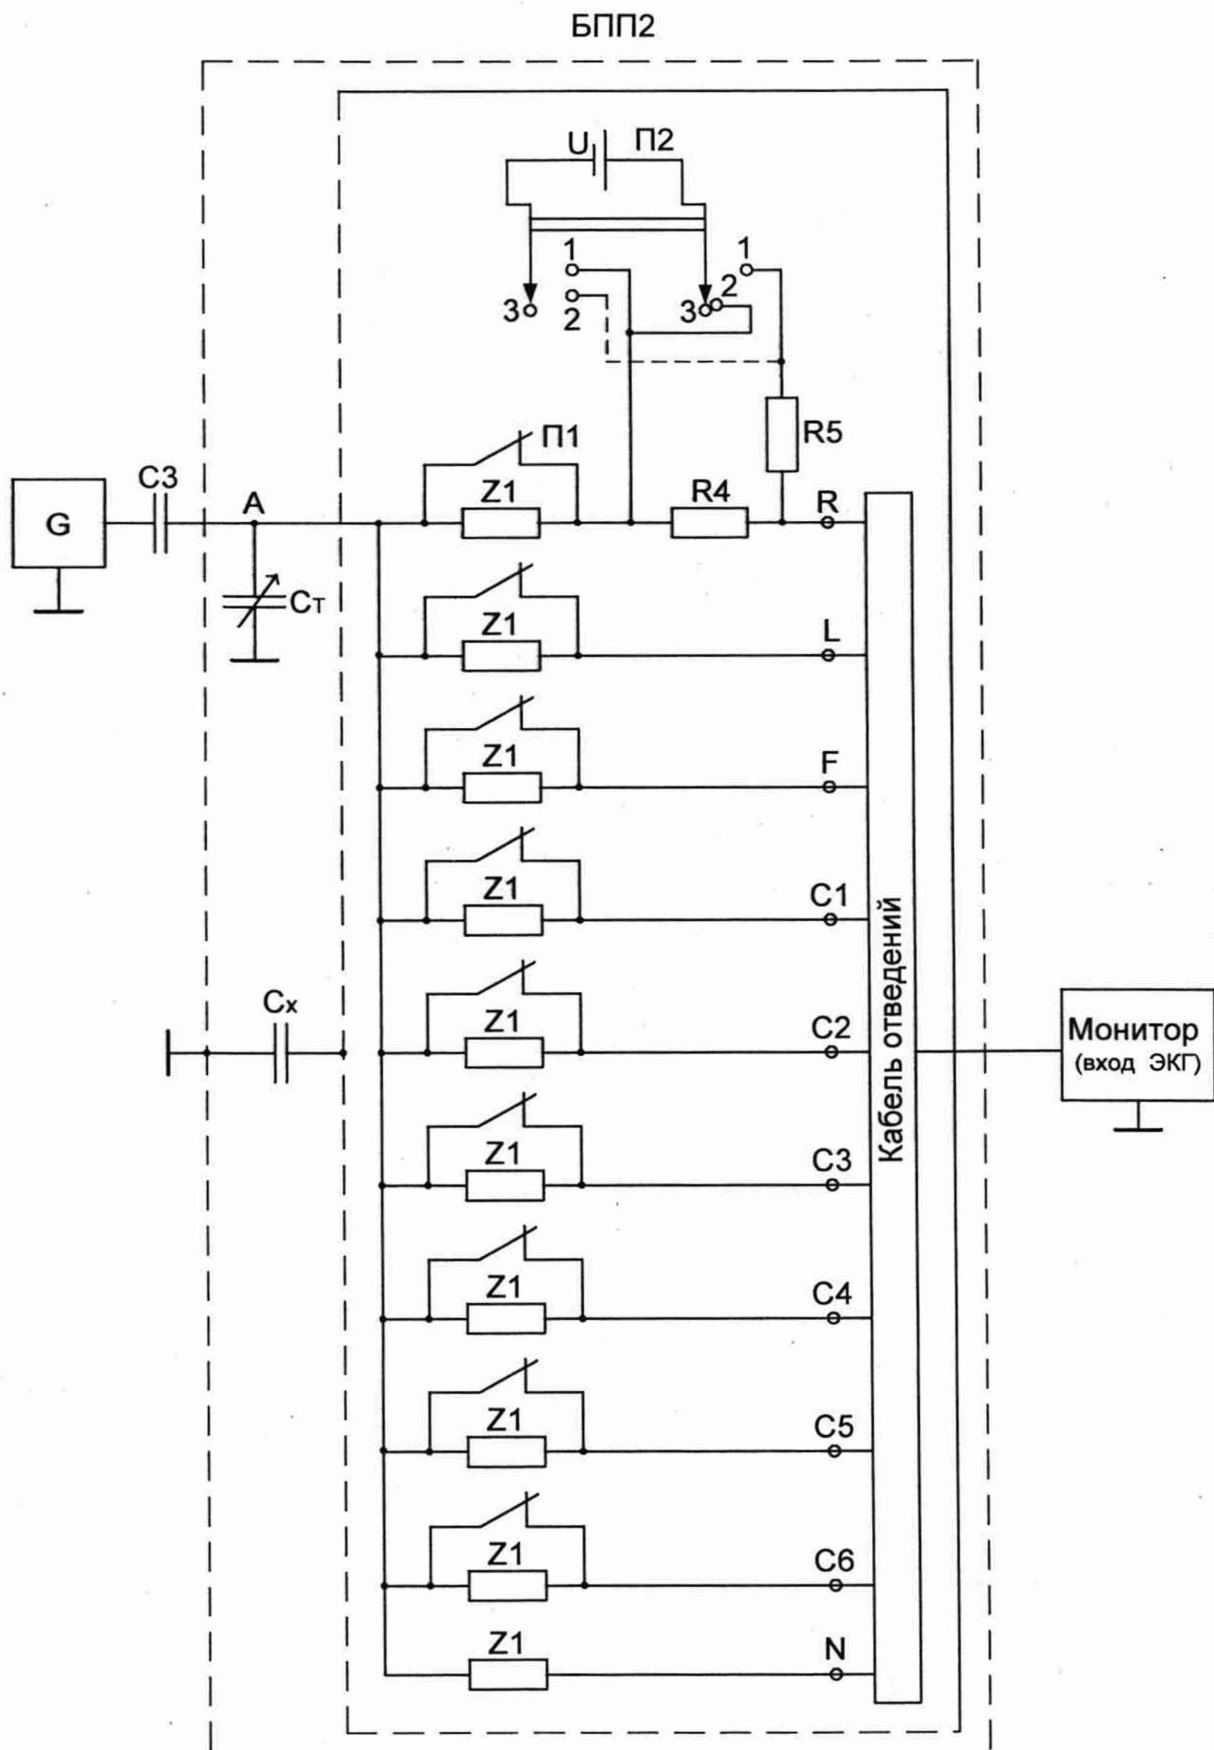 БПП2
U П2
1 1
2
3 2 3
R5
П1
C3 A Z1 R4 R
G
Cт
Z1 L
Z1 F
Z1 C1
Cх Z1 C2
Монитор
(вход ЭКГ)
Кабель отведений
Z1 C3
Z1 C4
Z1 C5
Z1 C6
Z1 N